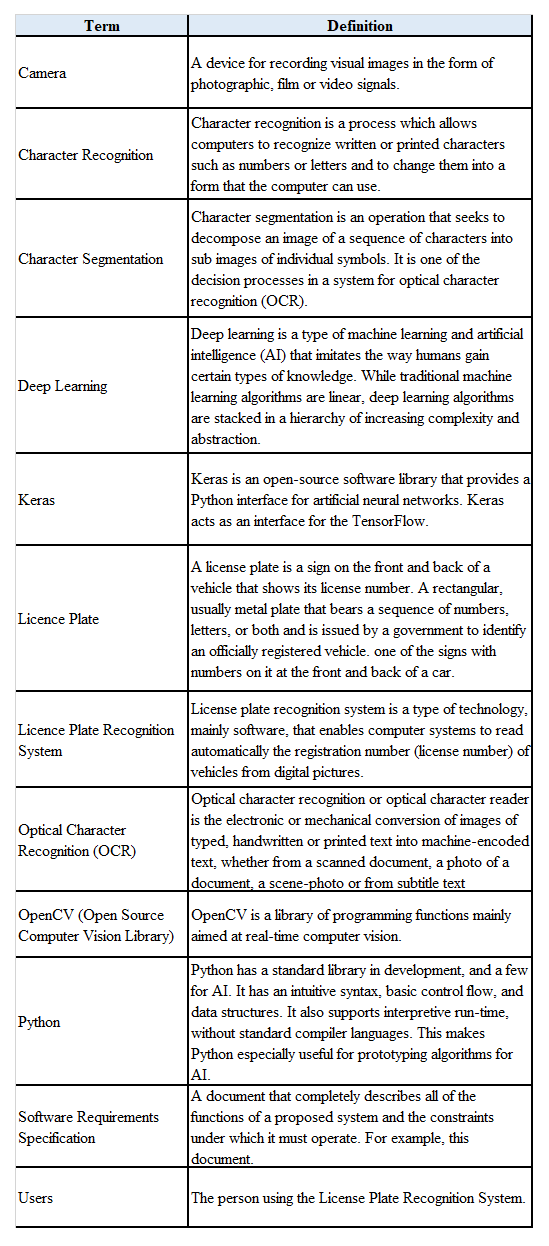 Term
Definition
Camera
A device for recording visual images in the form of
photographic, film or video signals.
Character Recognition
Character recognition is a process which allows
computers to recognize written or printed characters
such as numbers or letters and to change them into a
form that the computer can use.
Character Segmentation
Character segmentation is an operation that seeks to
decompose an image of a sequence of characters into
sub images of individual symbols. It is one of the
decision processes in a system for optical character
recognition (OCR).
Deep Learning
Deep learning is a type of machine learning and artificial
intelligence (AI) that imitates the way humans gain
certain types of knowledge. While traditional machine
learning algorithms are linear, deep learning algorithms
are stacked in a hierarchy of increasing complexity and
abstraction.
Keras
Keras is an open-source software library that provides a
Python interface for artificial neural networks. Keras
acts as an interface for the TensorFlow.
Licence Plate
A license plate is a sign on the front and back of a
vehicle that shows its license number. A rectangular,
usually metal plate that bears a sequence of numbers,
letters, or both and is issued by a government to identify
an officially registered vehicle. one of the signs with
numbers on it at the front and back of a car.
Licence Plate Recognition
System
License plate recognition system is a type of technology,
mainly software, that enables computer systems to read
automatically the registration number (license number) of
vehicles from digital pictures.
Optical Character
Recognition (OCR)
Optical character recognition or optical character reader
is the electronic or mechanical conversion of images of
typed, handwritten or printed text into machine-encoded
text, whether from a scanned document, a photo of a
document, a scene-photo or from subtitle text
OpenCV (Open Source
Computer Vision Library)
OpenCV is a library of programming functions mainly
aimed at real-time computer vision.
Python
Python has a standard library in development, and a few
for AI. It has an intuitive syntax, basic control flow, and
data structures. It also supports interpretive run-time,
without standard compiler languages. This makes
Python especially useful for prototyping algorithms for
AI.
Software Requirements
Specification
A document that completely describes all of the
functions of a proposed system and the constraints
under which it must operate. For example, this
document.
Users
The person using the License Plate Recognition System.